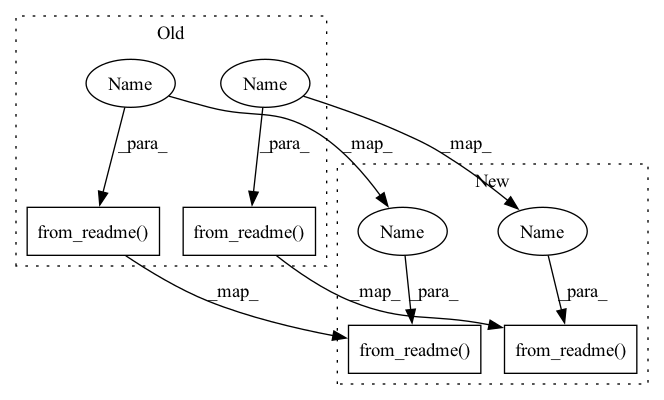 Old
Name
Name
_para_
_para_
_map_
_map_
New
from_readme()
from_readme()
Name
Name
_map_
_map_
_para_
_para_
from_readme()
from_readme()